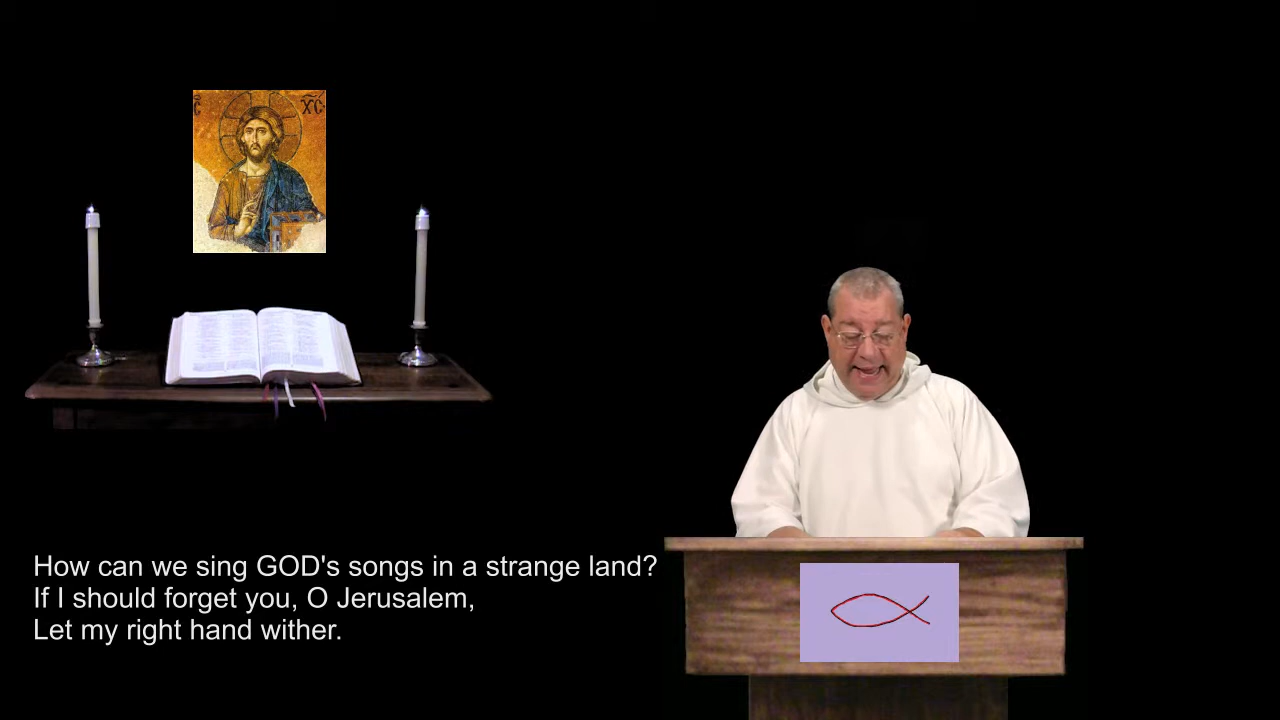 XC
How can we sing GOD's songs in a strange land?
If I should forget you, O Jerusalem,
Let my right hand wither.